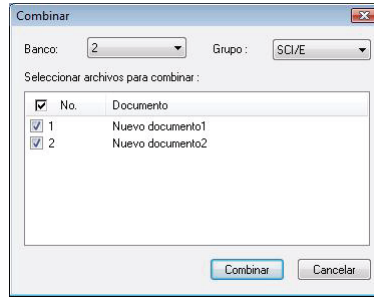 Combinar
Banco: 2 Grupo : SCI/E
Seleccionar archivos para combinar :
No. Documento
1 Nuevo documento1
2 Nuevo documento2
Combinar Cancelar